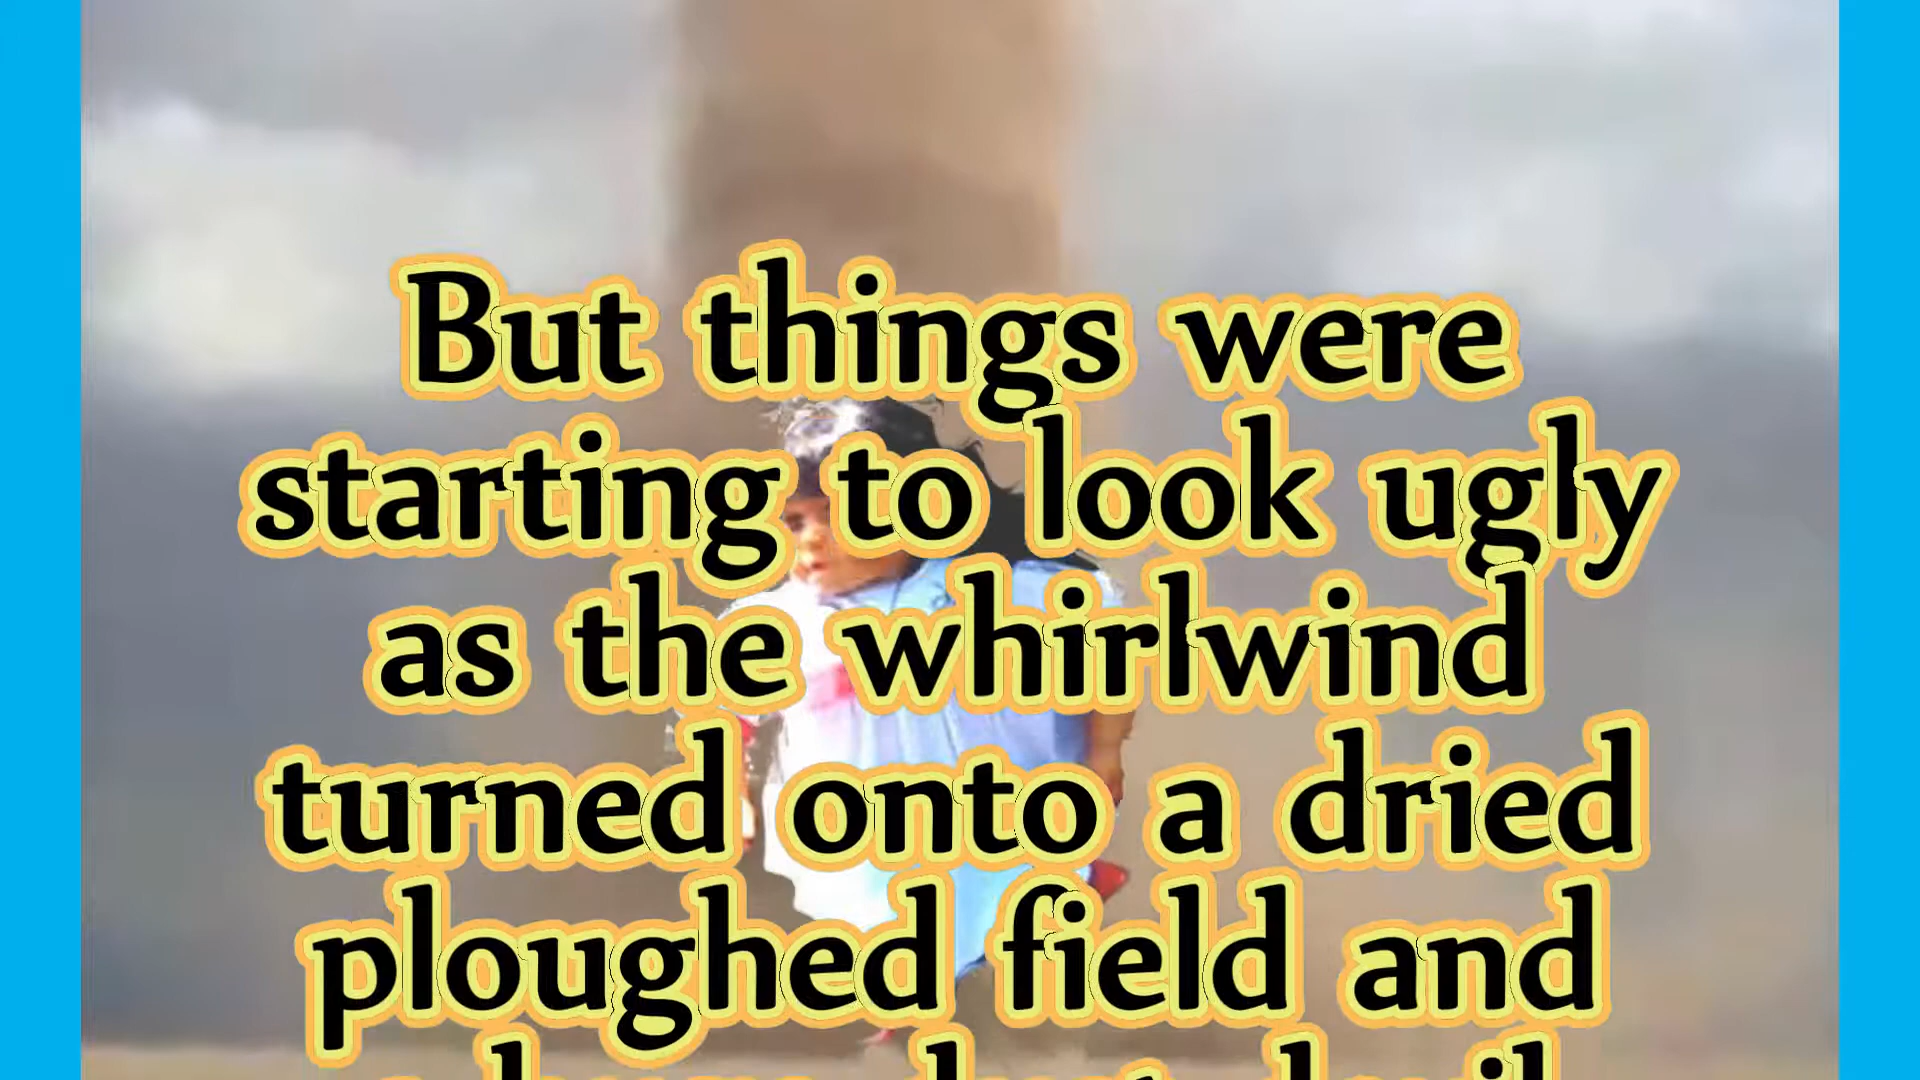 But things were
starting to look ugly
as the whirlwind
turned onto a dried
ploughed field and